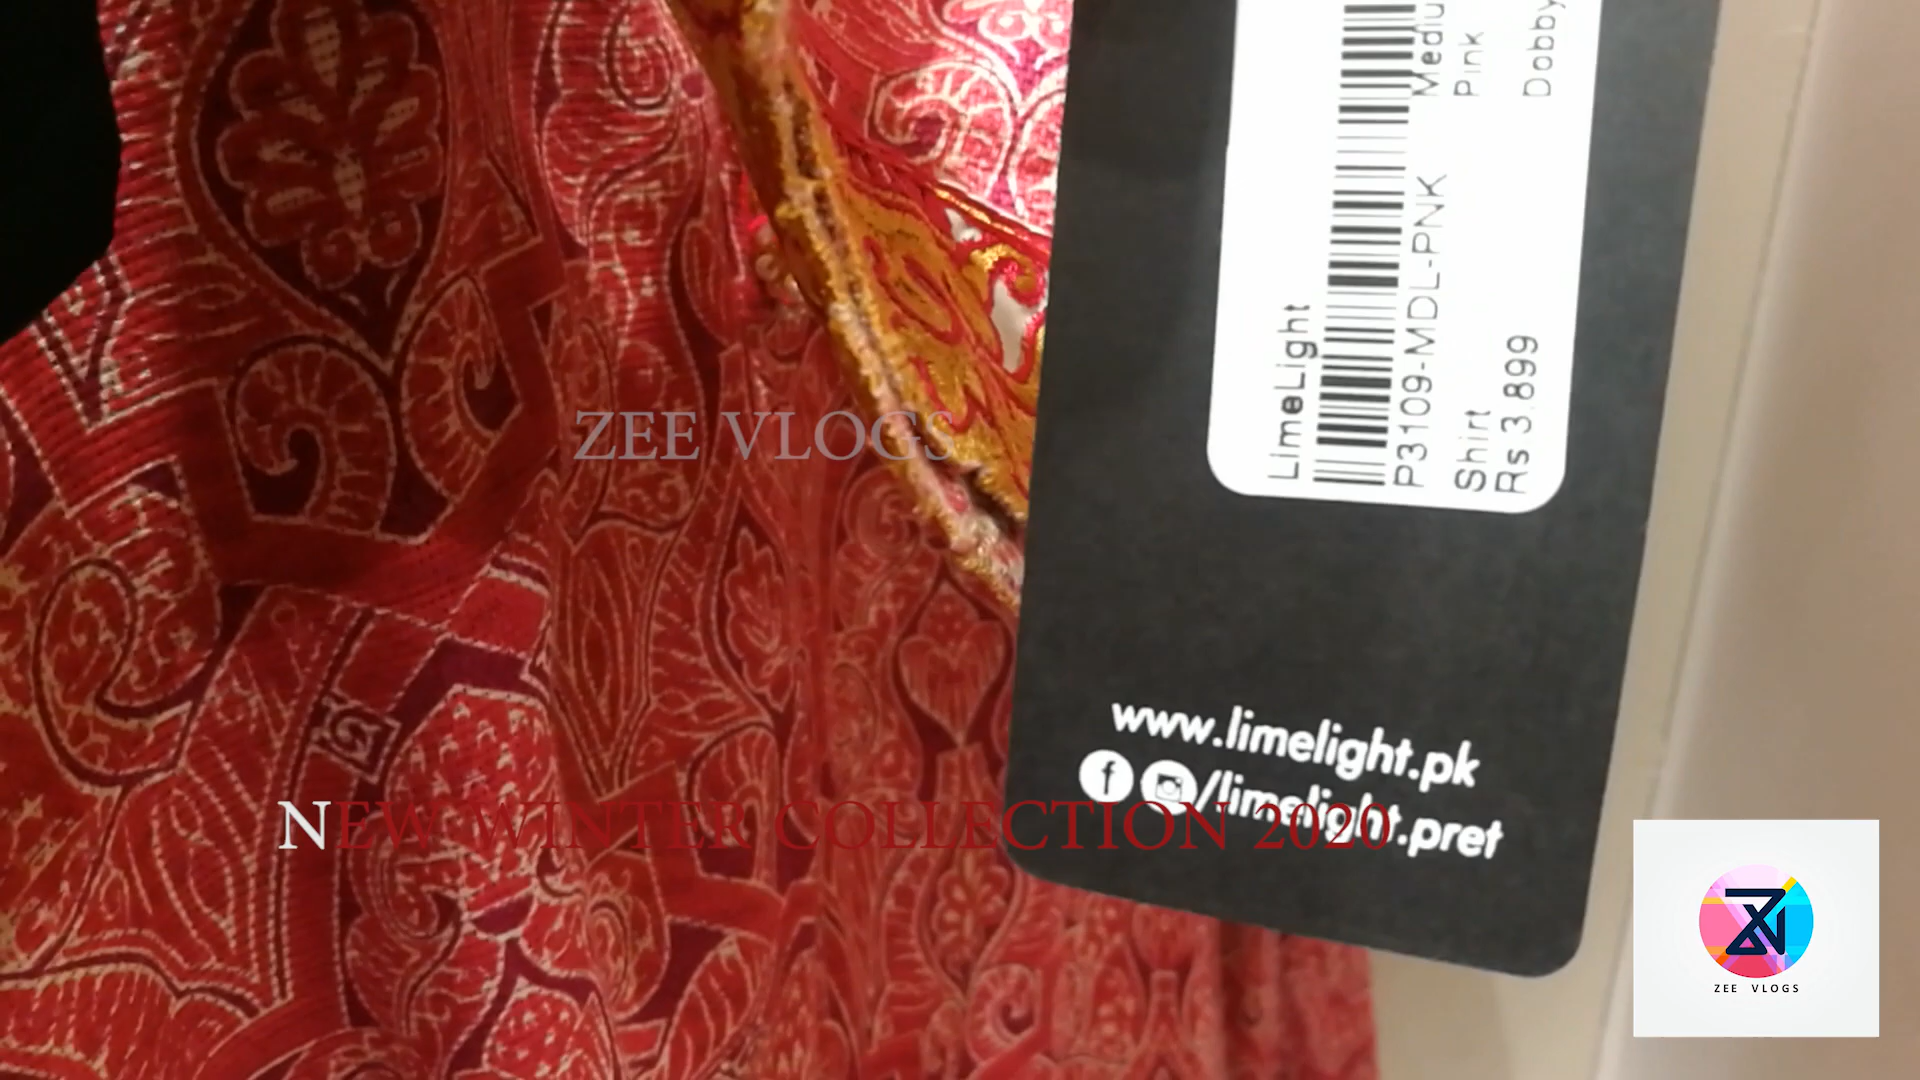 LimeLight
P3109-MDL-PNK
Shirt
Rs 3,899
Pink
Dobby
www.limelight.pk
/limelight.pret
ZEE VLOGS
NEW WINTER COLLECTION 2020
ZEE VLOGS